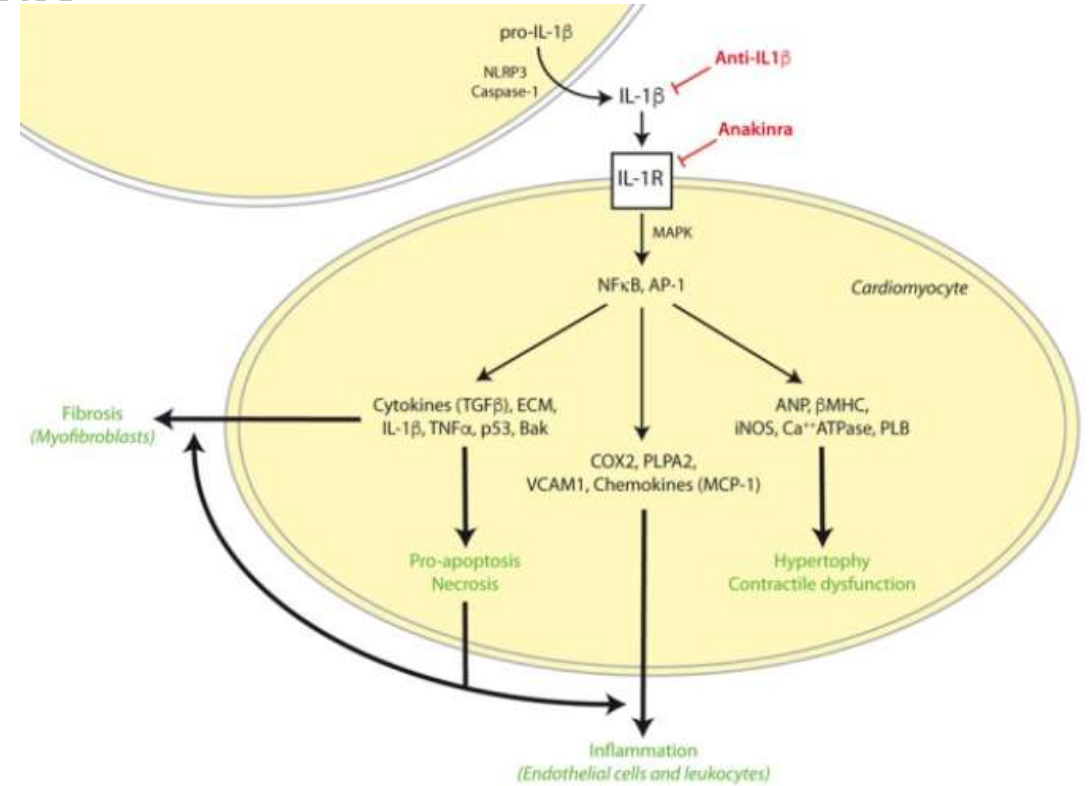 pro-IL-1β
NLRP3
Caspase-1
IL-1β
Anti-IL1β
Anakinra
IL-1R
MAPK
NFκB, AP-1
Cardiomyocyte
Cytokines (TGFβ), ECM,
IL-1β, TNFα, p53, Bak
ANP, βMHC,
iNOS, Ca⁺⁺ATPase, PLB
Fibrosis
(Myofibroblasts)
COX2, PLPA2,
VCAM1, Chemokines (MCP-1)
Pro-apoptosis
Necrosis
Hypertophy
Contractile dysfunction
Inflammation
(Endothelial cells and leukocytes)